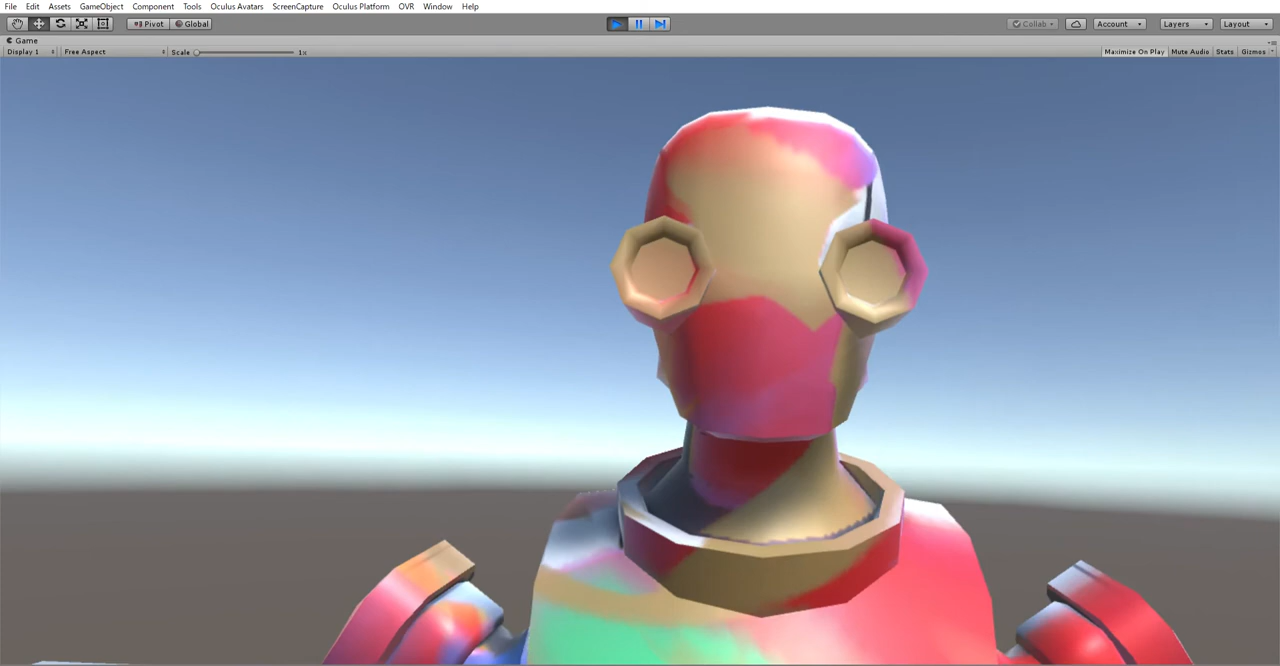 File Edit Assets GameObject Component Tools Oculus Avatars ScreenCapture Oculus Platform OVR Window Help
Pivot Global Collab Account Layers Layout
Game
Display 1 Free Aspect Scale 1x Maximize On Play Mute Audio Stats Gizmos